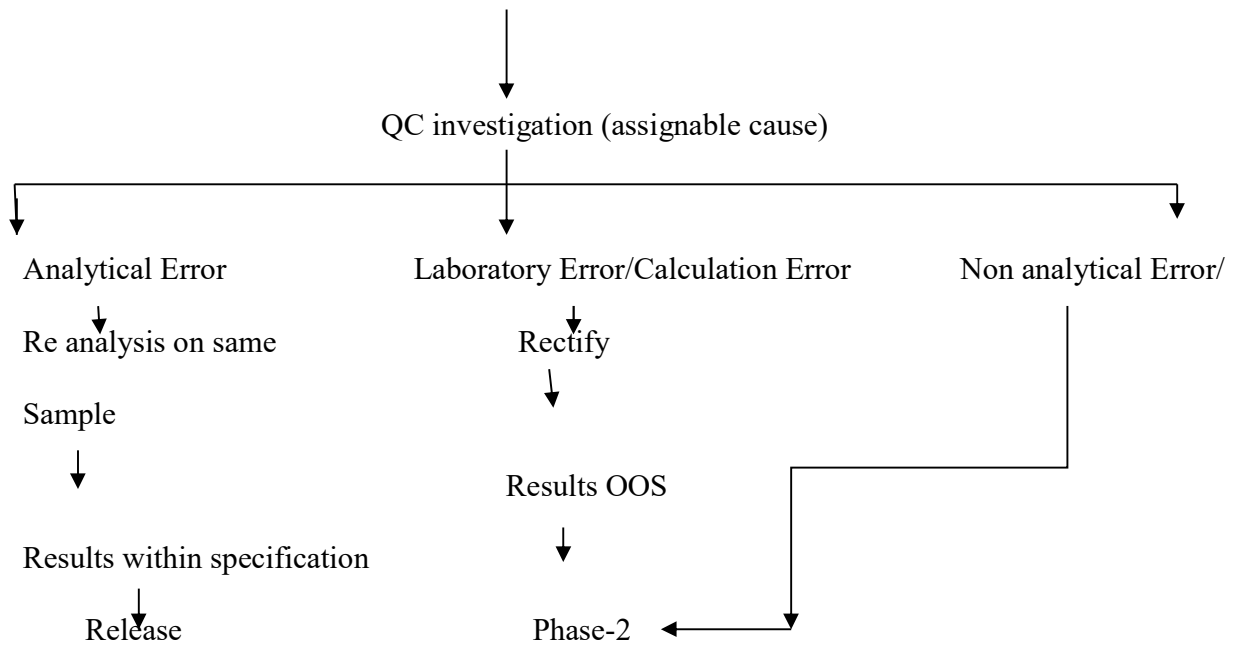 QC investigation (assignable cause)
Analytical Error
Laboratory Error/Calculation Error
Non analytical Error/
Re analysis on same
Rectify
Sample
Results OOS
Results within specification
Release
Phase-2